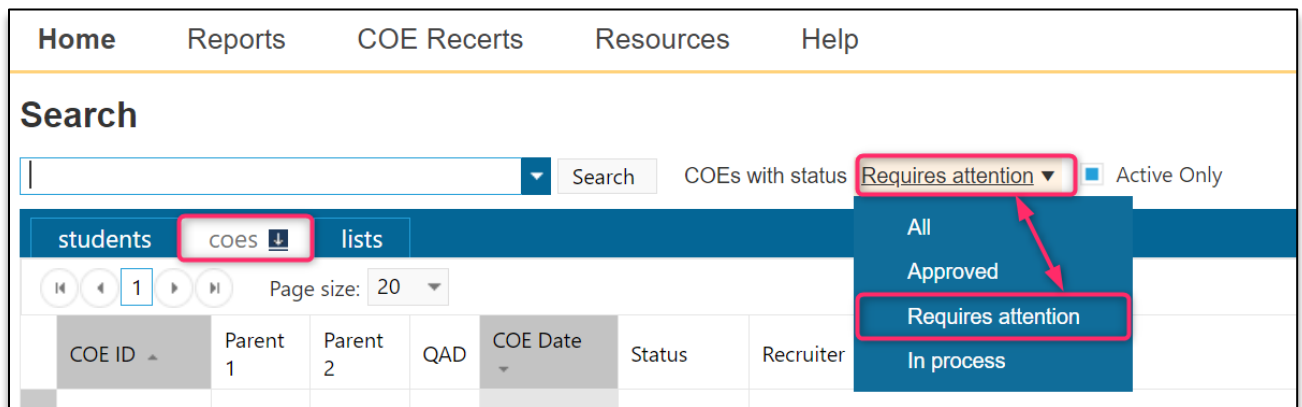 Home Reports COE Recerts Resources Help
Search
Search COEs with status Requires attention ▼ Active Only
students coes lists
All
Approved
Requires attention
In process
1 Page size: 20
COE ID Parent 1 Parent 2 QAD COE Date Status Recruiter